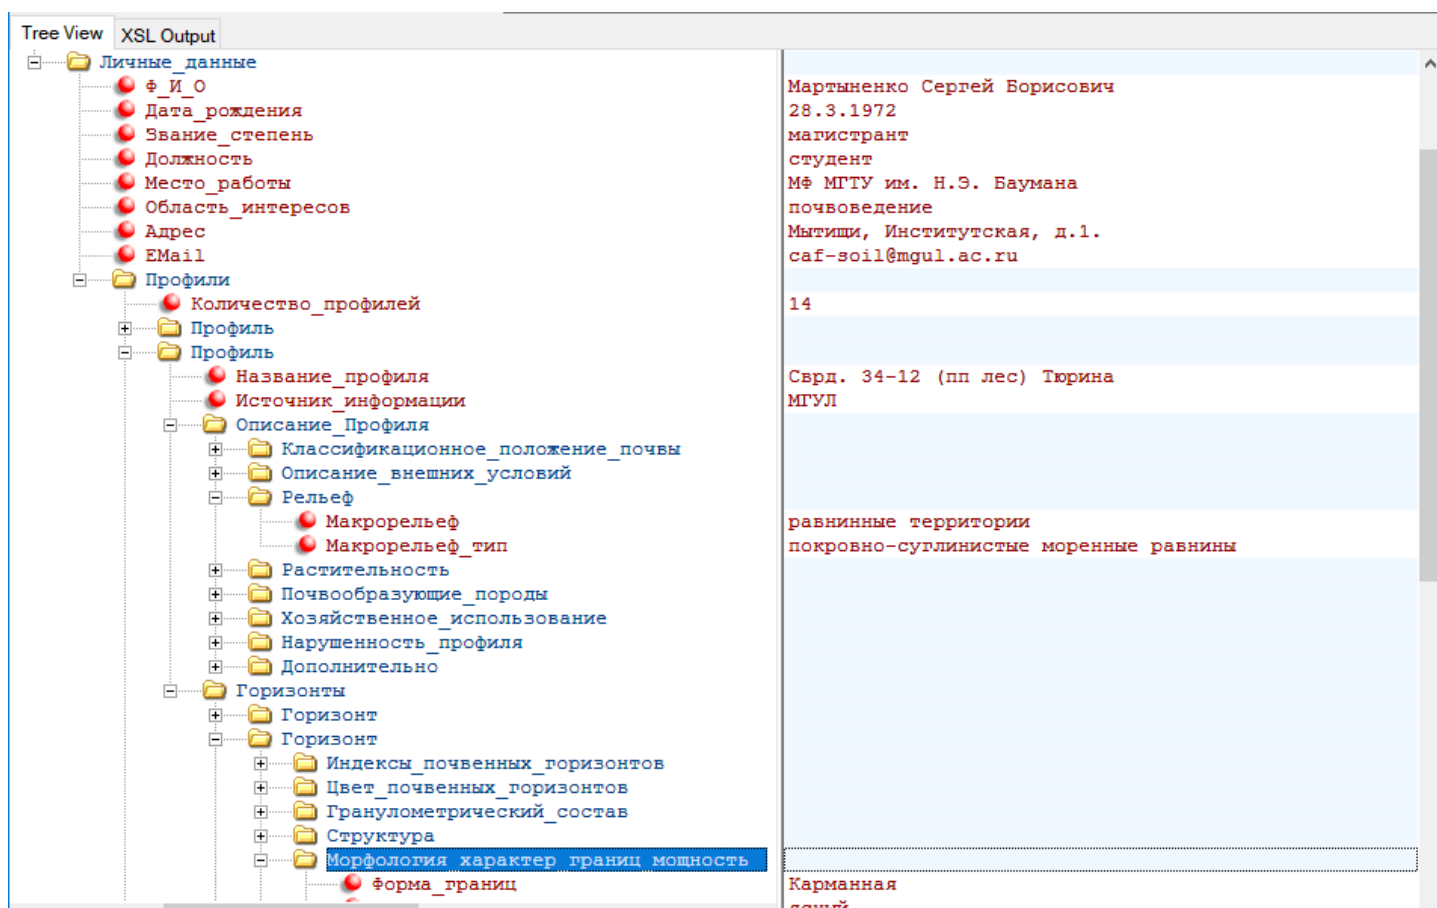 Tree View XSL Output
Личные_данные
Ф_И_О Мартыненко Сергей Борисович
Дата_рождения 28.3.1972
Звание_степень магистрант
Должность студент
Место_работы МФ МГТУ им. Н.Э. Баумана
Область_интересов почвоведение
Адрес Мытищи, Институтская, д.1.
EMail caf-soil@mgul.ac.ru
Профили
Количество_профилей 14
Профиль
Профиль
Название_профиля Сврд. 34-12 (пп лес) Тюрина
Источник_информации МГУЛ
Описание_Профиля
Классификационное_положение_почвы
Описание_внешних_условий
Рельеф
Макрорельеф равнинные территории
Макрорельеф_тип покровно-суглинистые моренные равнины
Растительность
Почвообразующие_породы
Хозяйственное_использование
Нарушенность_профиля
Дополнительно
Горизонты
Горизонт
Горизонт
Индексы_почвенных_горизонтов
Цвет_почвенных_горизонтов
Гранулометрический_состав
Структура
Морфология_характер_границ_мощность
Форма_границ Карманная